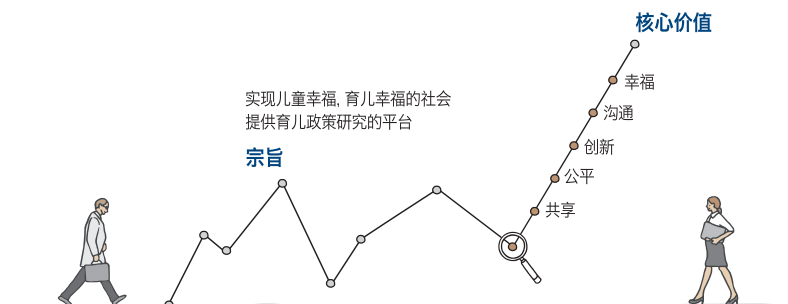 核心价值
幸福
实现儿童幸福, 育儿幸福的社会
沟通
提供育儿政策研究的平台
创新
宗旨
公平
共享